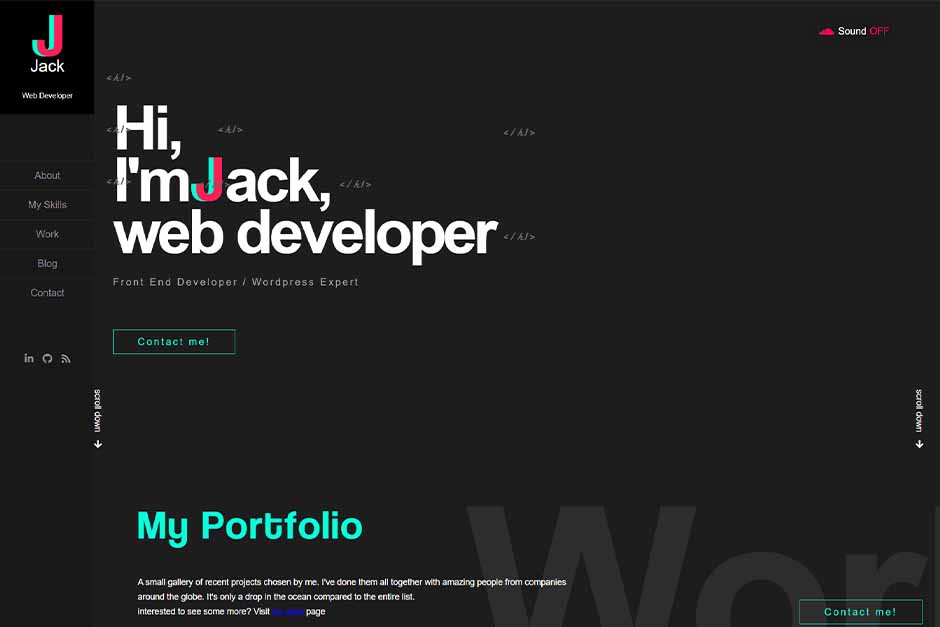 J
Jack
Web Developer
About
My Skills
Work
Blog
Contact
in
Sound OFF
Hi,
I'm Jack,
web developer
Front End Developer / Wordpress Expert
Contact me!
scroll down
scroll down
My Portfolio
Wor
A small gallery of recent projects chosen by me. I've done them all together with amazing people from companies
around the globe. It's only a drop in the ocean compared to the entire list.
Interested to see some more? Visit page
Contact me!